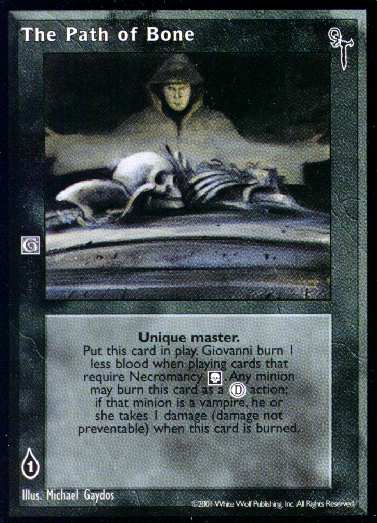 The Path of Bone
Unique master.
Put this card in play. Giovanni burn 1
less blood when playing cards that
require Necromancy. Any minion
may burn this card as a D action;
if that minion is a vampire, he or
she takes 1 damage (damage not
preventable) when this card is burned.
1
Illus. Michael Gaydos
©2001 White Wolf Publishing, Inc. All Rights Reserved.